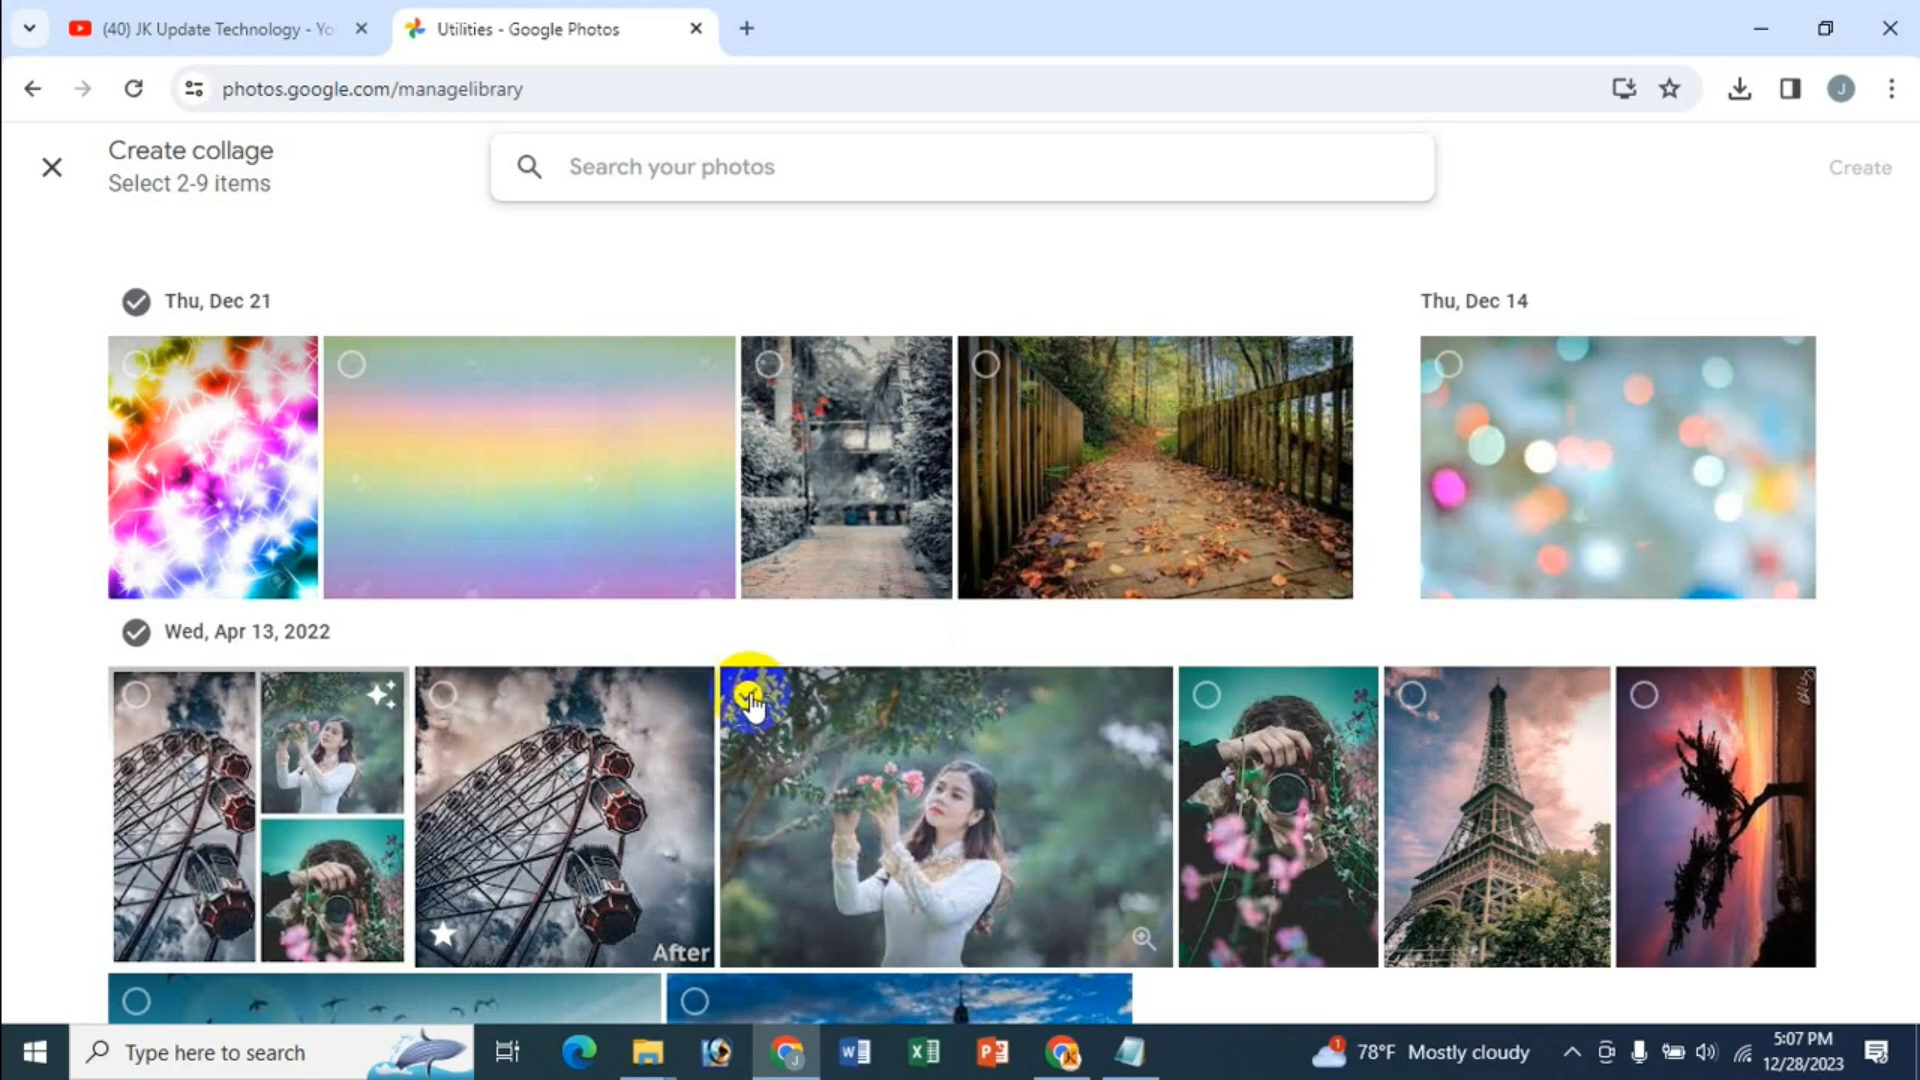 (40) JK Update Technology - Yo
Utilities - Google Photos
photos.google.com/managelibrary
Create collage
Select 2-9 items
Search your photos
Create
Thu, Dec 21
Thu, Dec 14
Wed, Apr 13, 2022
After
Type here to search
78°F Mostly cloudy
5:07 PM
12/28/2023